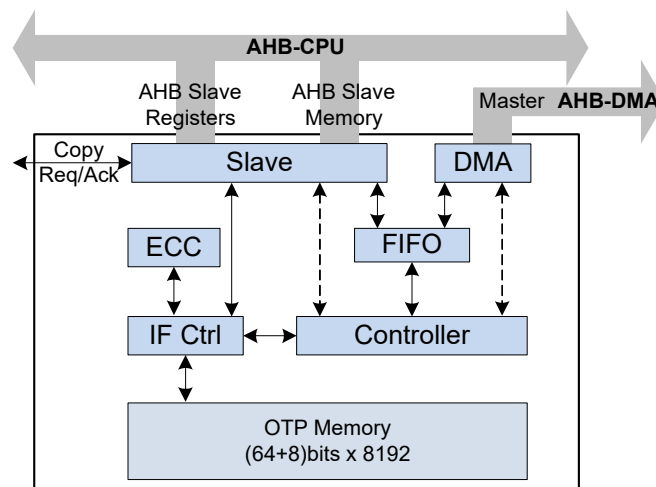 AHB-CPU
AHB Slave
Registers
AHB Slave
Memory
Master AHB-DMA
Copy
Req/Ack
Slave
DMA
ECC
FIFO
IF Ctrl
Controller
OTP Memory
(64+8)bits x 8192